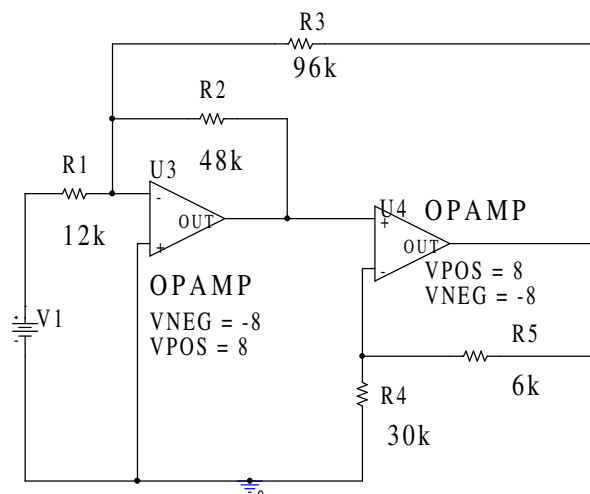 R3
96k
R2
48k
R1
12k
U3
-
OUT
+
OPAMP
VNEG = -8
VPOS = 8
U4
OPAMP
+
OUT
-
VPOS = 8
VNEG = -8
+
V1
-
R5
6k
R4
30k
0